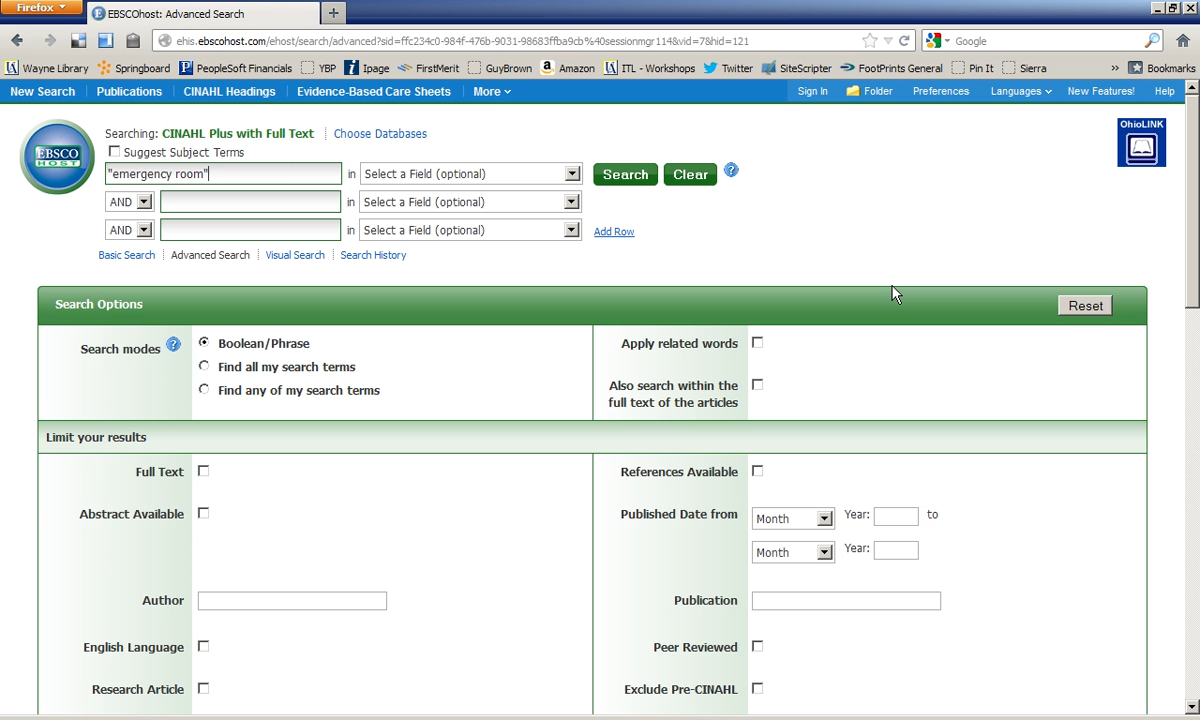 Firefox
EBSCOhost: Advanced Search
ehis.ebscohost.com/ehost/search/advanced?sid=ffc234c0-984f-476b-9031-98683ffba9cb%40sessionmgr114&vid=7&hid=121
Google
Wayne Library Springboard PeopleSoft Financials YBP Ipage FirstMerit GuyBrown Amazon ITL - Workshops Twitter SiteScripter FootPrints General Pin It Sierra » Bookmarks
New Search Publications CINAHL Headings Evidence-Based Care Sheets More Sign In Folder Preferences Languages New Features! Help
EBSCO HOST
Searching: CINAHL Plus with Full Text Choose Databases
OhioLINK
Suggest Subject Terms
"emergency room" in Select a Field (optional) Search Clear ?
AND in Select a Field (optional)
AND in Select a Field (optional) Add Row
Basic Search Advanced Search Visual Search Search History
Search Options Reset
Search modes ? Boolean/Phrase Apply related words
Find all my search terms
Find any of my search terms
Also search within the
full text of the articles
Limit your results
Full Text References Available
Abstract Available Published Date from Month Year: to
Month Year:
Author Publication
English Language Peer Reviewed
Research Article Exclude Pre-CINAHL